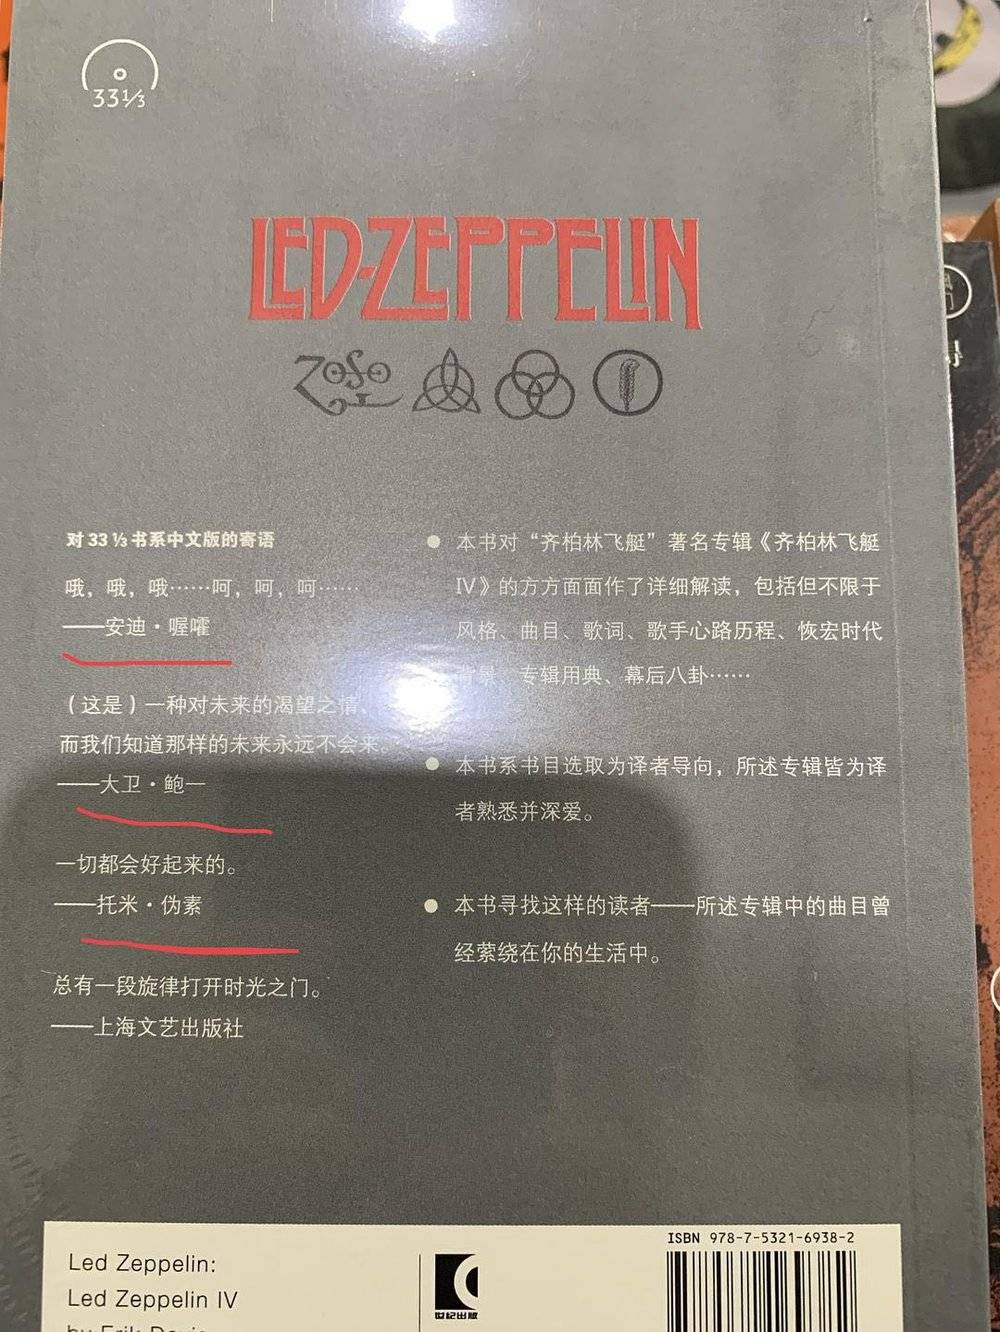 33⅓
LED-ZEPPELIN
ZoSo
对 33 ⅓ 书系中文版的寄语
哦，哦，哦……呵，呵，呵……
——安迪·喔嚯
（这是）一种对未来的渴望之情，
而我们知道那样的未来永远不会来。
——大卫·鲍一
一切都会好起来的。
——托米·伪素
总有一段旋律打开时光之门。
——上海文艺出版社
本书对“齐柏林飞艇”著名专辑《齐柏林飞艇
IV》的方方面面作了详细解读，包括但不限于
风格、曲目、歌词、歌手心路历程、恢宏时代
背景、专辑用典、幕后八卦……
本书系书目选取为译者导向，所述专辑皆为译
者熟悉并深爱。
本书寻找这样的读者——所述专辑中的曲目曾
经萦绕在你的生活中。
Led Zeppelin:
Led Zeppelin IV
by Erik Davis
世纪出版
ISBN 978-7-5321-6938-2